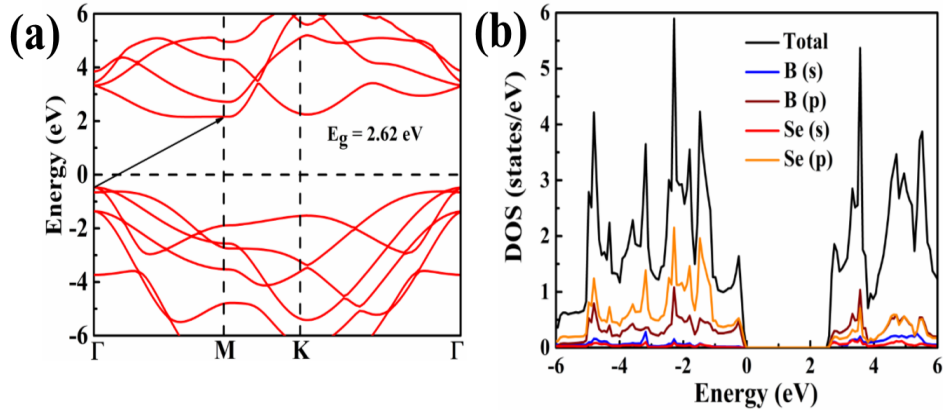 (a)
Energy (eV)
6
4
2
0
-2
-4
-6
Γ M K Γ
Eg = 2.62 eV
(b)
DOS (states/eV)
6
5
4
3
2
1
0
-6 -4 -2 0 2 4 6
Energy (eV)
Total
B (s)
B (p)
Se (s)
Se (p)